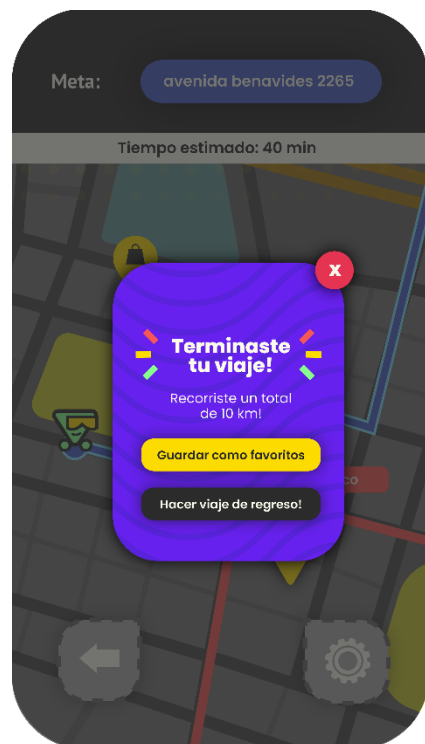 Meta:
avenida benavides 2265
Tiempo estimado: 40 min
X
Terminaste
tu viaje!
Recorriste un total
de 10 km!
Guardar como favoritos
co
Hacer viaje de regreso!